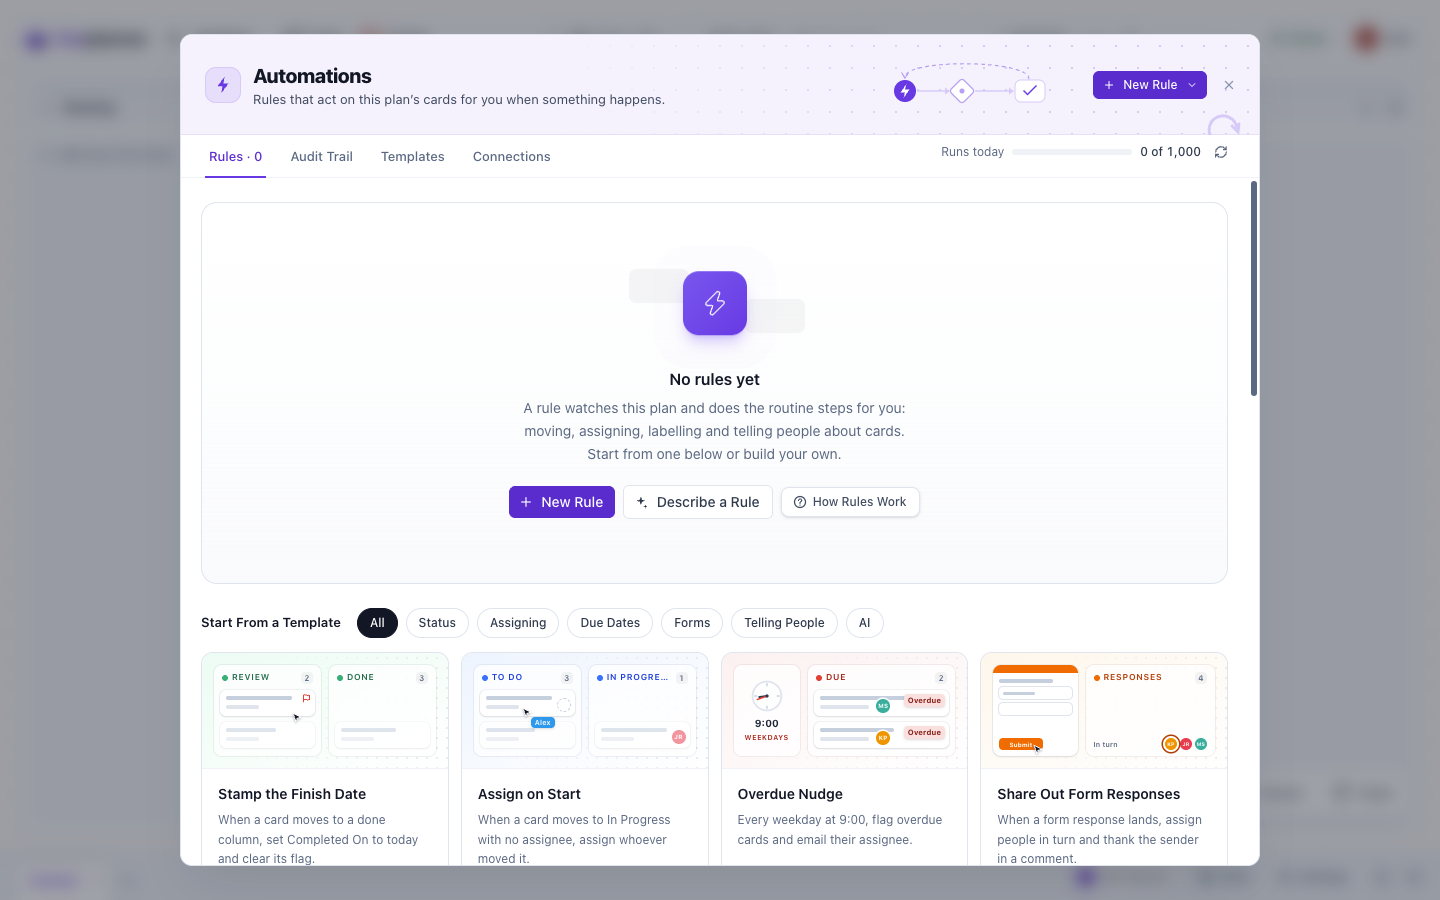 Automations
Rules that act on this plan's cards for you when something happens.
New Rule
Rules · 0
Audit Trail
Templates
Connections
Runs today
0 of 1,000
No rules yet
A rule watches this plan and does the routine steps for you:
moving, assigning, labelling and telling people about cards.
Start from one below or build your own.
New Rule
Describe a Rule
How Rules Work
Start From a Template
All
Status
Assigning
Due Dates
Forms
Telling People
AI
REVIEW
2
DONE
3
TO DO
3
IN PROGRE...
1
Alex
JR
9:00
WEEKDAYS
DUE
2
MS
Overdue
KP
Overdue
Submit
RESPONSES
4
In turn
KP
JR
MS
Stamp the Finish Date
When a card moves to a done
column, set Completed On to today
and clear its flag.
Assign on Start
When a card moves to In Progress
with no assignee, assign whoever
moved it.
Overdue Nudge
Every weekday at 9:00, flag overdue
cards and email their assignee.
Share Out Form Responses
When a form response lands, assign
people in turn and thank the sender
in a comment.